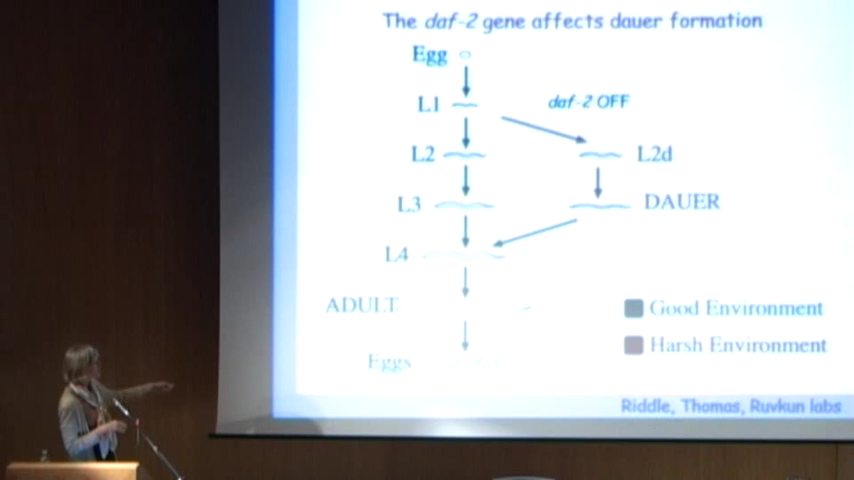 The daf-2 gene affects dauer formation
Egg
L1
daf-2 OFF
L2
L2d
L3
DAUER
L4
ADULT
Good Environment
Harsh Environment
Eggs
Riddle, Thomas, Ruvkun labs